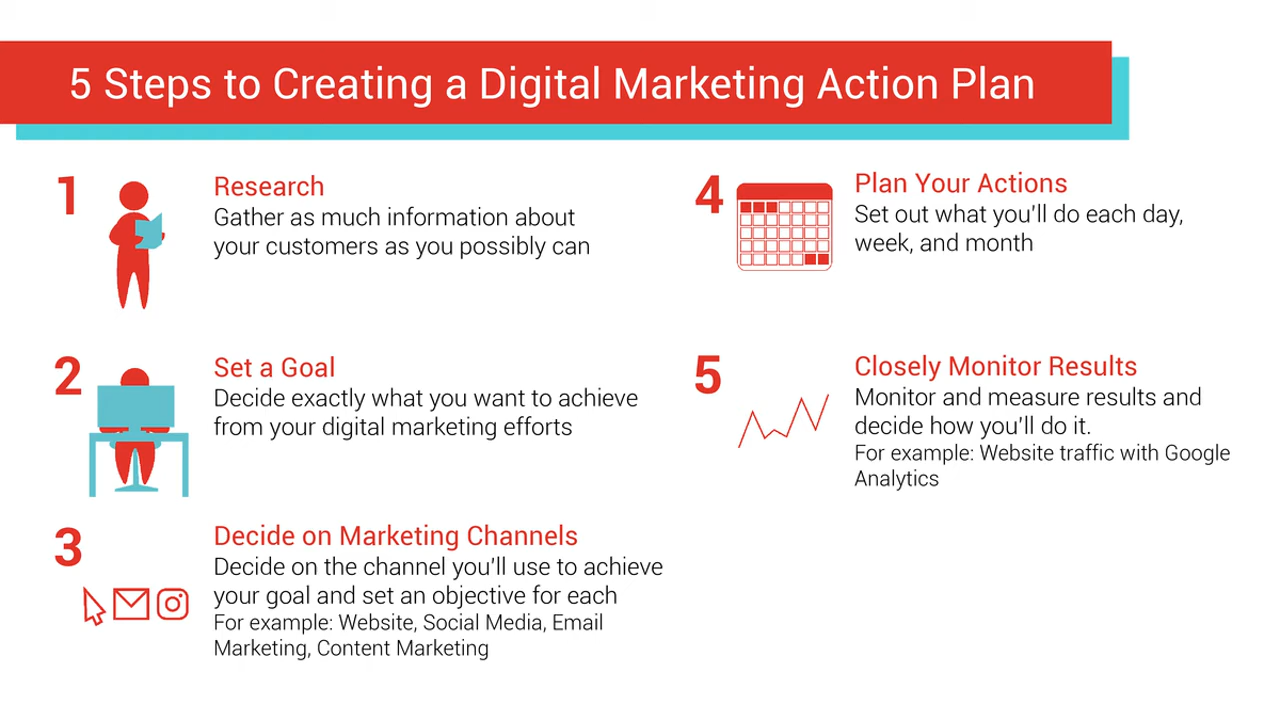 5 Steps to Creating a Digital Marketing Action Plan
1
Research
Gather as much information about
your customers as you possibly can
2
Set a Goal
Decide exactly what you want to achieve
from your digital marketing efforts
3
Decide on Marketing Channels
Decide on the channel you'll use to achieve
your goal and set an objective for each
For example: Website, Social Media, Email
Marketing, Content Marketing
4
Plan Your Actions
Set out what you'll do each day,
week, and month
5
Closely Monitor Results
Monitor and measure results and
decide how you'll do it.
For example: Website traffic with Google
Analytics